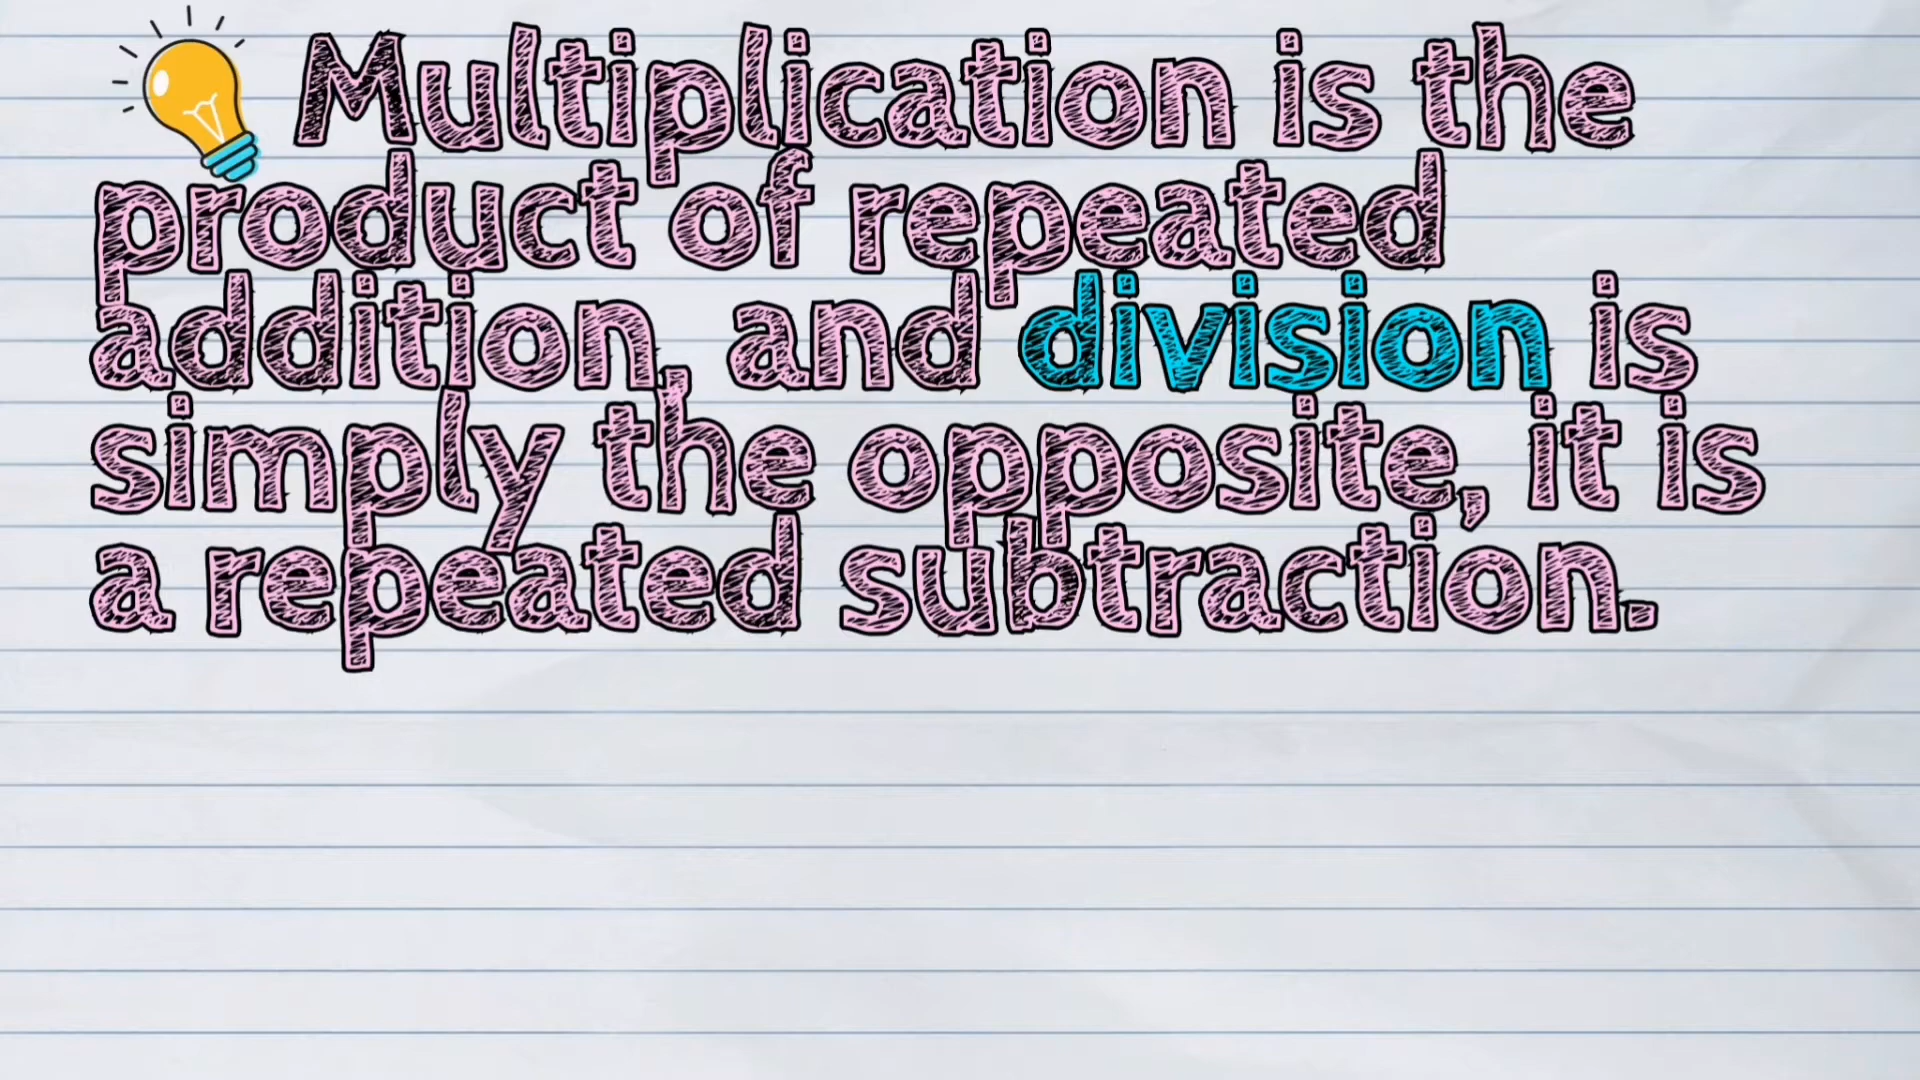 Multiplication is the
product of repeated
addition, and division is
simply the opposite, it is
a repeated subtraction.